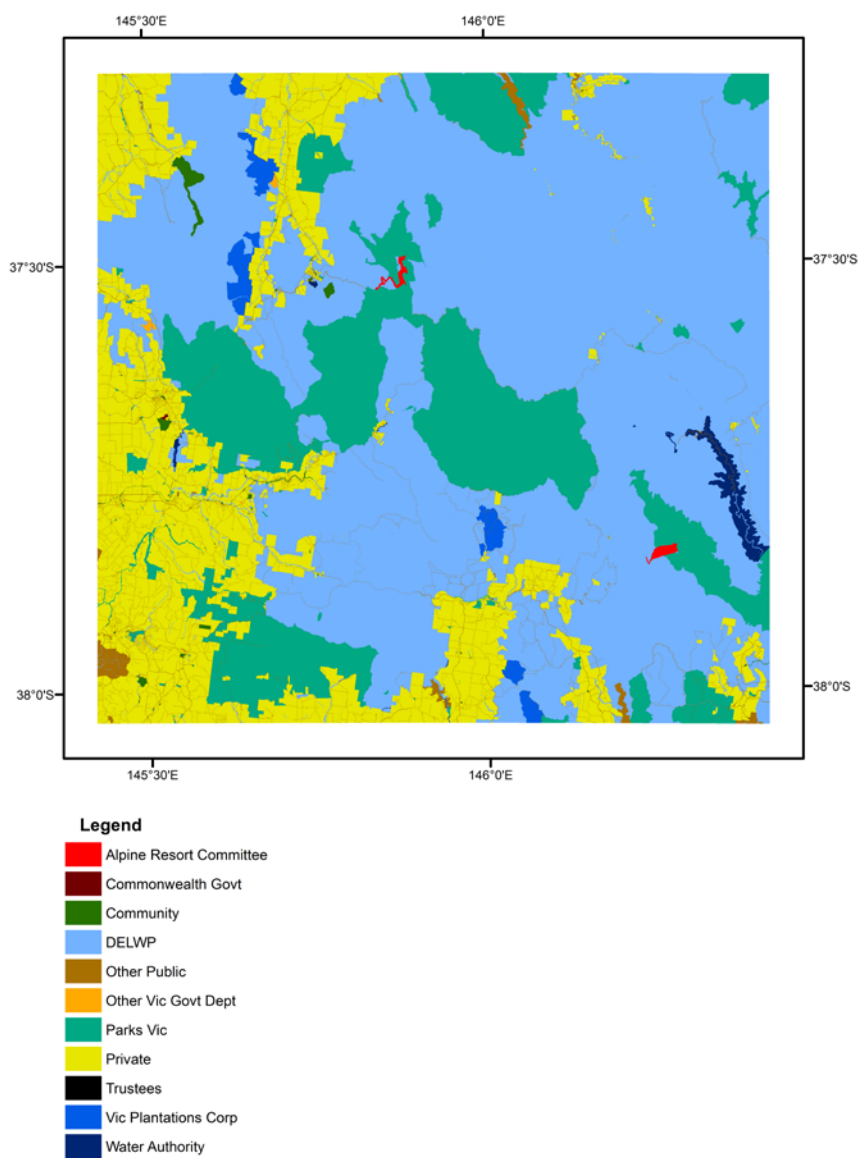 145°30'E 146°0'E
37°30'S 37°30'S
38°0'S 38°0'S
145°30'E 146°0'E
Legend
Alpine Resort Committee
Commonwealth Govt
Community
DELWP
Other Public
Other Vic Govt Dept
Parks Vic
Private
Trustees
Vic Plantations Corp
Water Authority